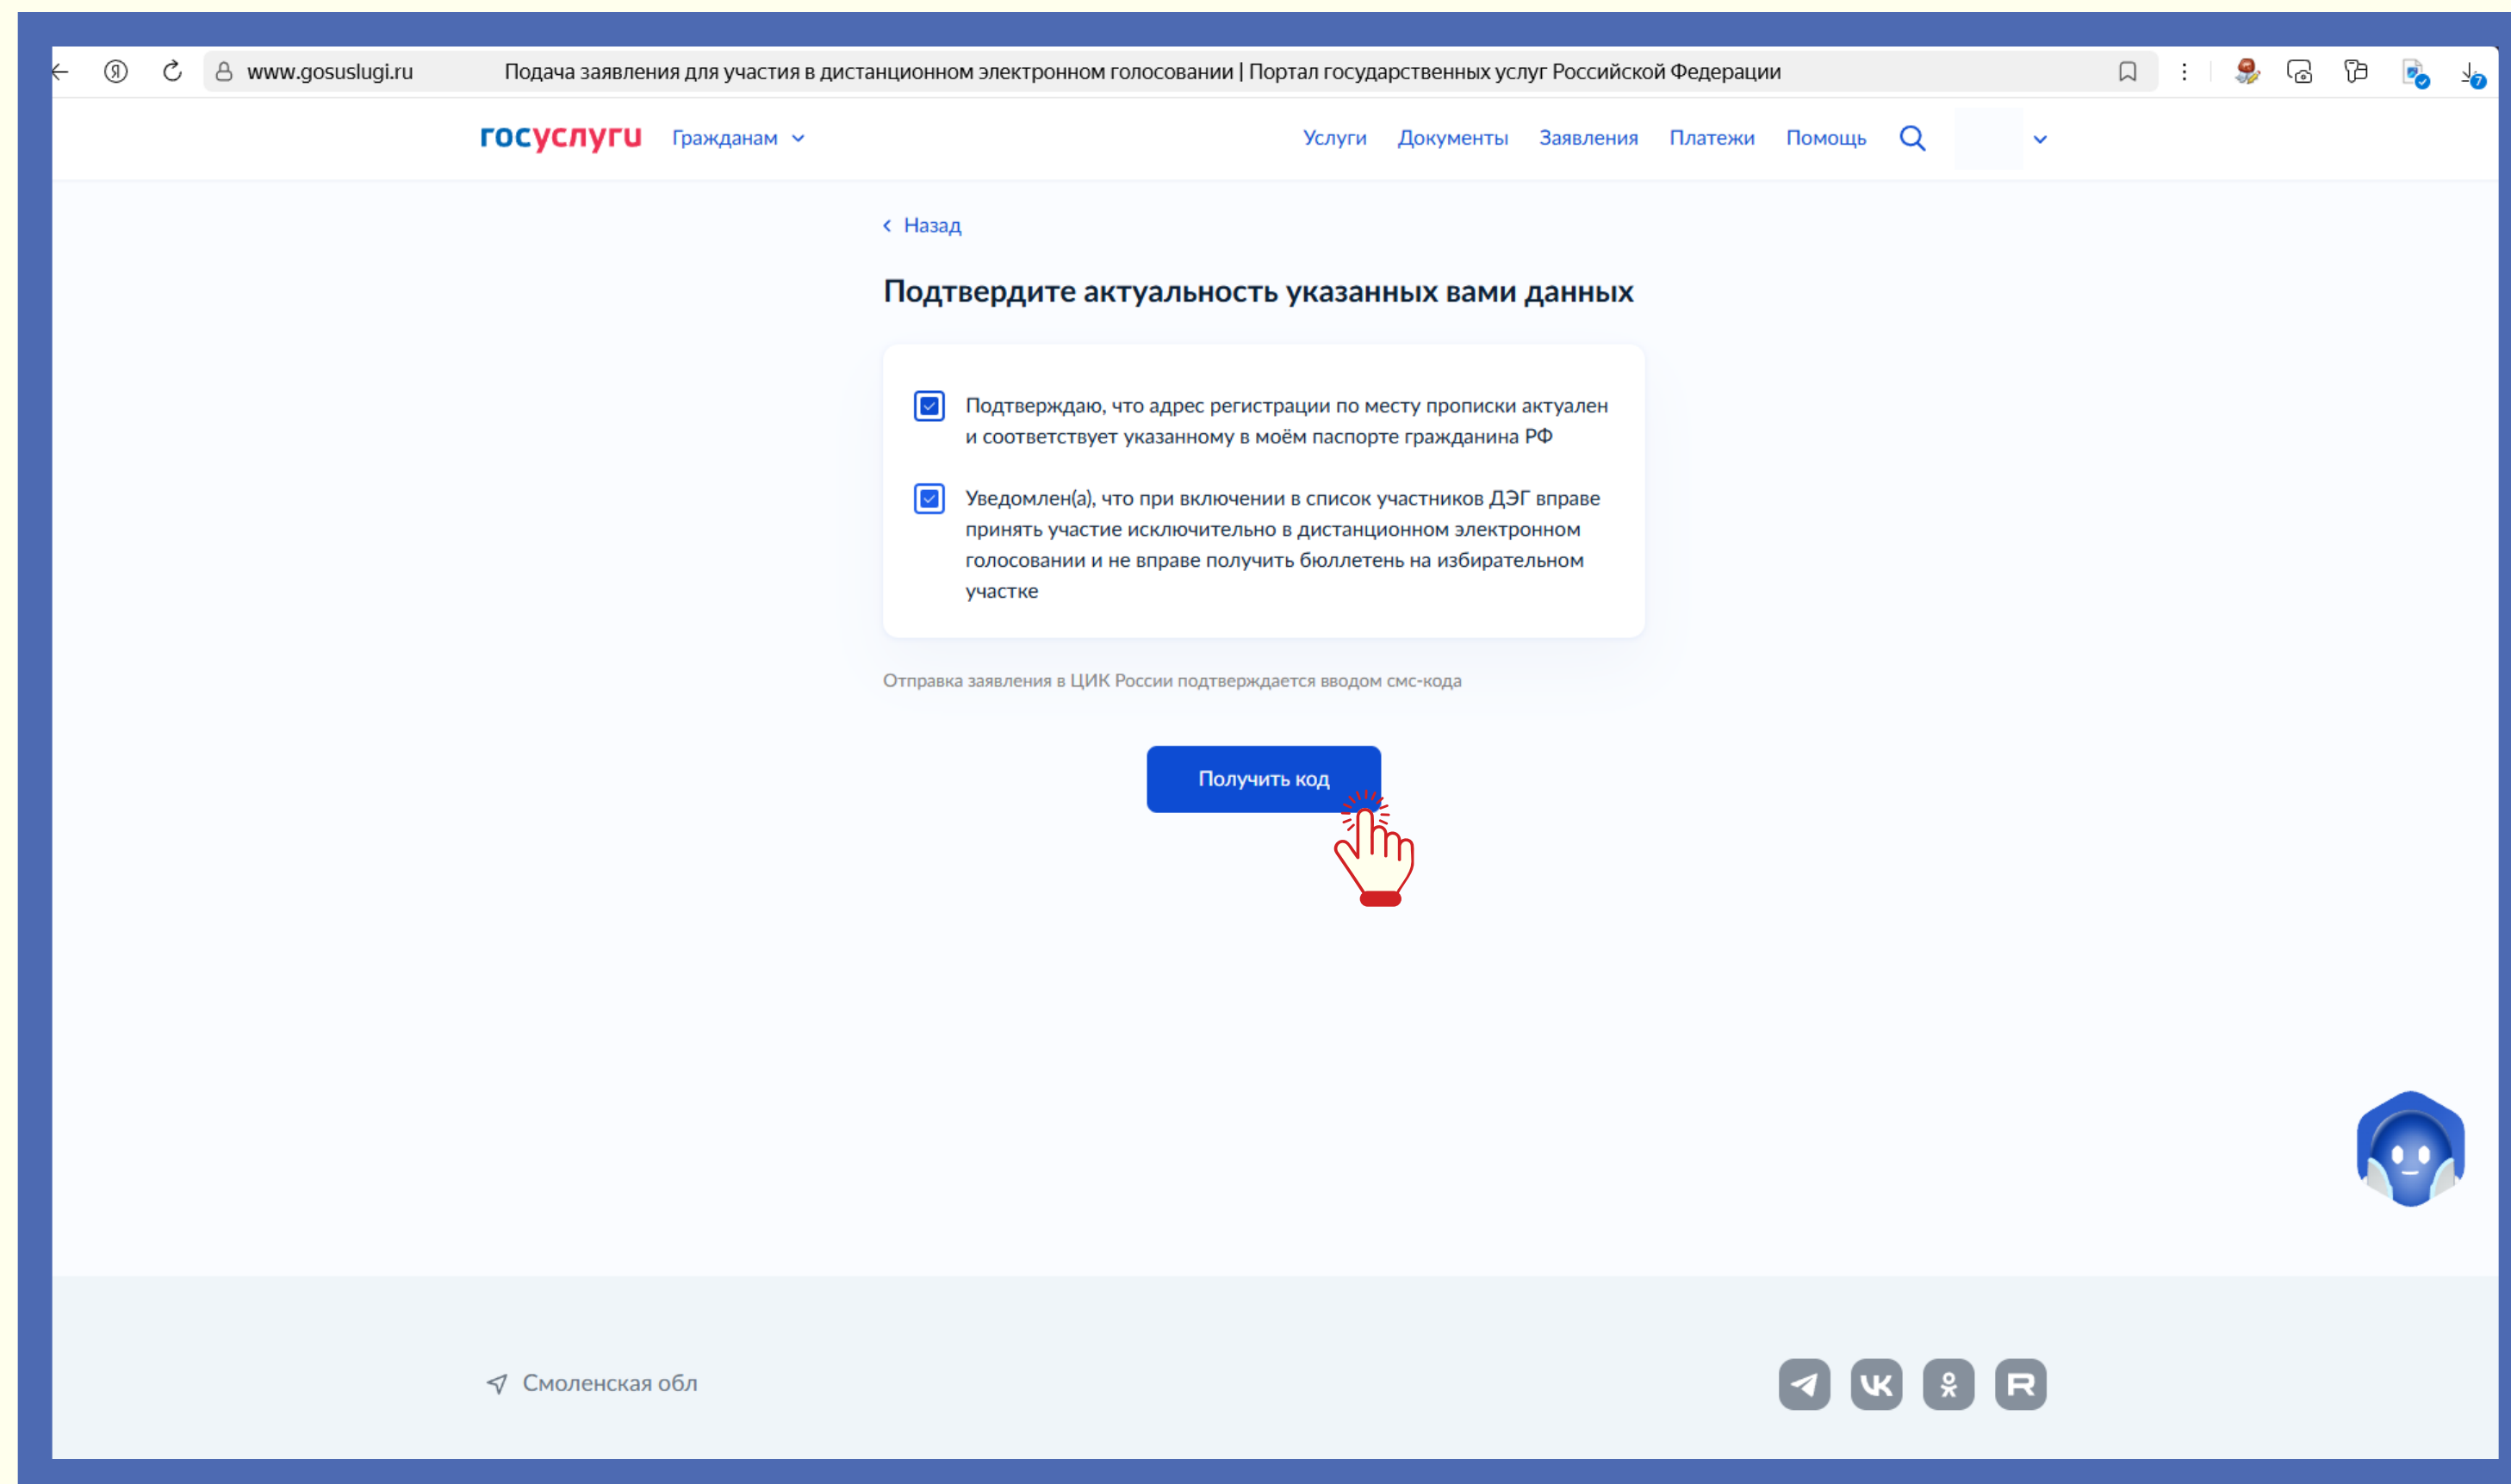 www.gosuslugi.ru Подача заявления для участия в дистанционном электронном голосовании | Портал государственных услуг Российской Федерации
7
госуслуги Гражданам Услуги Документы Заявления Платежи Помощь
Назад
Подтвердите актуальность указанных вами данных
Подтверждаю, что адрес регистрации по месту прописки актуален
и соответствует указанному в моём паспорте гражданина РФ
Уведомлен(а), что при включении в список участников ДЭГ вправе
принять участие исключительно в дистанционном электронном
голосовании и не вправе получить бюллетень на избирательном
участке
Отправка заявления в ЦИК России подтверждается вводом смс-кода
Получить код
Смоленская обл